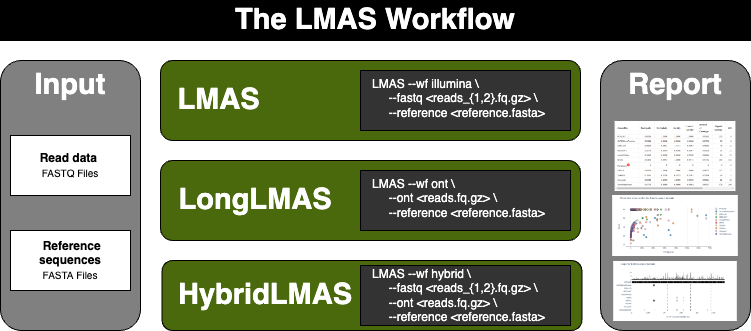 The LMAS Workflow
Input
Read data
FASTQ Files
Reference
sequences
FASTA Files
LMAS
LMAS --wf illumina \
--fastq <reads_{1,2}.fq.gz> \
--reference <reference.fasta>
LongLMAS
LMAS --wf ont \
--ont <reads.fq.gz> \
--reference <reference.fasta>
HybridLMAS
LMAS --wf hybrid \
--fastq <reads_{1,2}.fq.gz> \
--ont <reads.fq.gz> \
--reference <reference.fasta>
Report